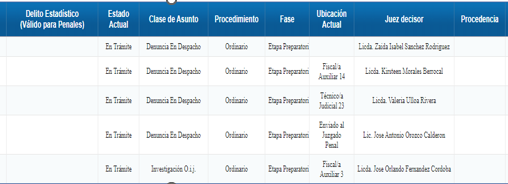 Delito Estadístico
(Válido para Penales)
Estado
Actual
Clase de Asunto
Procedimiento
Fase
Ubicación
Actual
Juez decisor
Procedencia
En Trámite
Denuncia En Despacho
Ordinario
Etapa Preparatori
Licda. Zaida Isabel Sanchez Rodriguez
En Trámite
Denuncia En Despacho
Ordinario
Etapa Preparatori
Fiscal/a
Auxiliar 14
Licda. Kirsteen Morales Berrocal
En Trámite
Denuncia En Despacho
Ordinario
Etapa Preparatori
Técnico/a
Judicial 23
Licda. Valeria Ulloa Rivera
En Trámite
Denuncia En Despacho
Ordinario
Etapa Preparatori
Enviado al
Juzgado
Penal
Lic. Jose Antonio Orozco Calderon
En Trámite
Investigación O.i.j.
Ordinario
Etapa Preparatori
Fiscal/a
Auxiliar 3
Licda. Jose Orlando Fernandez Cordoba